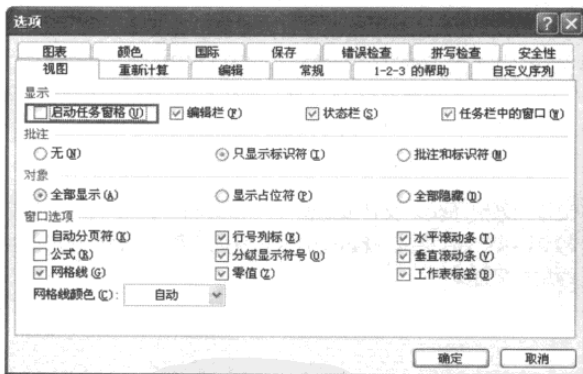 选项
图表 颜色 国际 保存 错误检查 拼写检查 安全性
视图 重新计算 编辑 常规 1-2-3 的帮助 自定义序列
显示
启动任务窗格(U) 编辑栏(F) 状态栏(S) 任务栏中的窗口(W)
批注
无(N) 只显示标识符(I) 批注和标识符(M)
对象
全部显示(A) 显示占位符(P) 全部隐藏(D)
窗口选项
自动分页符(K) 行号列标(E) 水平滚动条(T)
公式(R) 分级显示符号(O) 垂直滚动条(V)
网格线(G) 零值(Z) 工作表标签(B)
网格线颜色(C): 自动
确定 取消